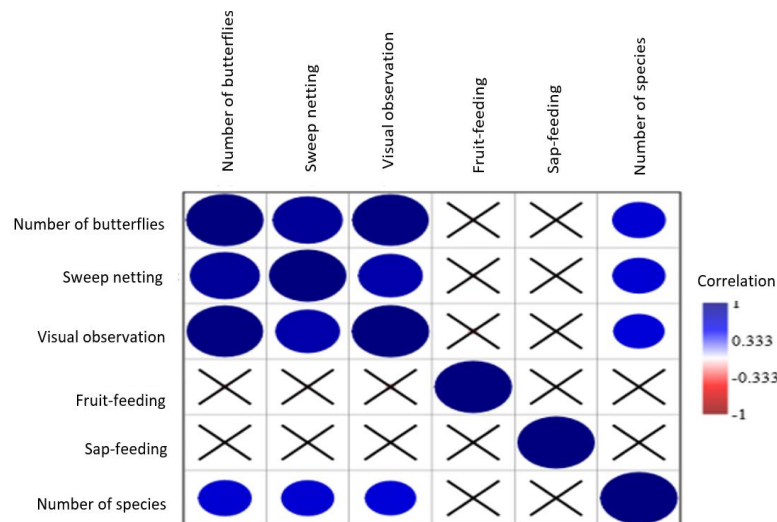 Number of butterflies
Sweep netting
Visual observation
Fruit-feeding
Sap-feeding
Number of species
Number of butterflies
Sweep netting
Visual observation
Fruit-feeding
Sap-feeding
Number of species
Correlation
1
0.333
-0.333
-1